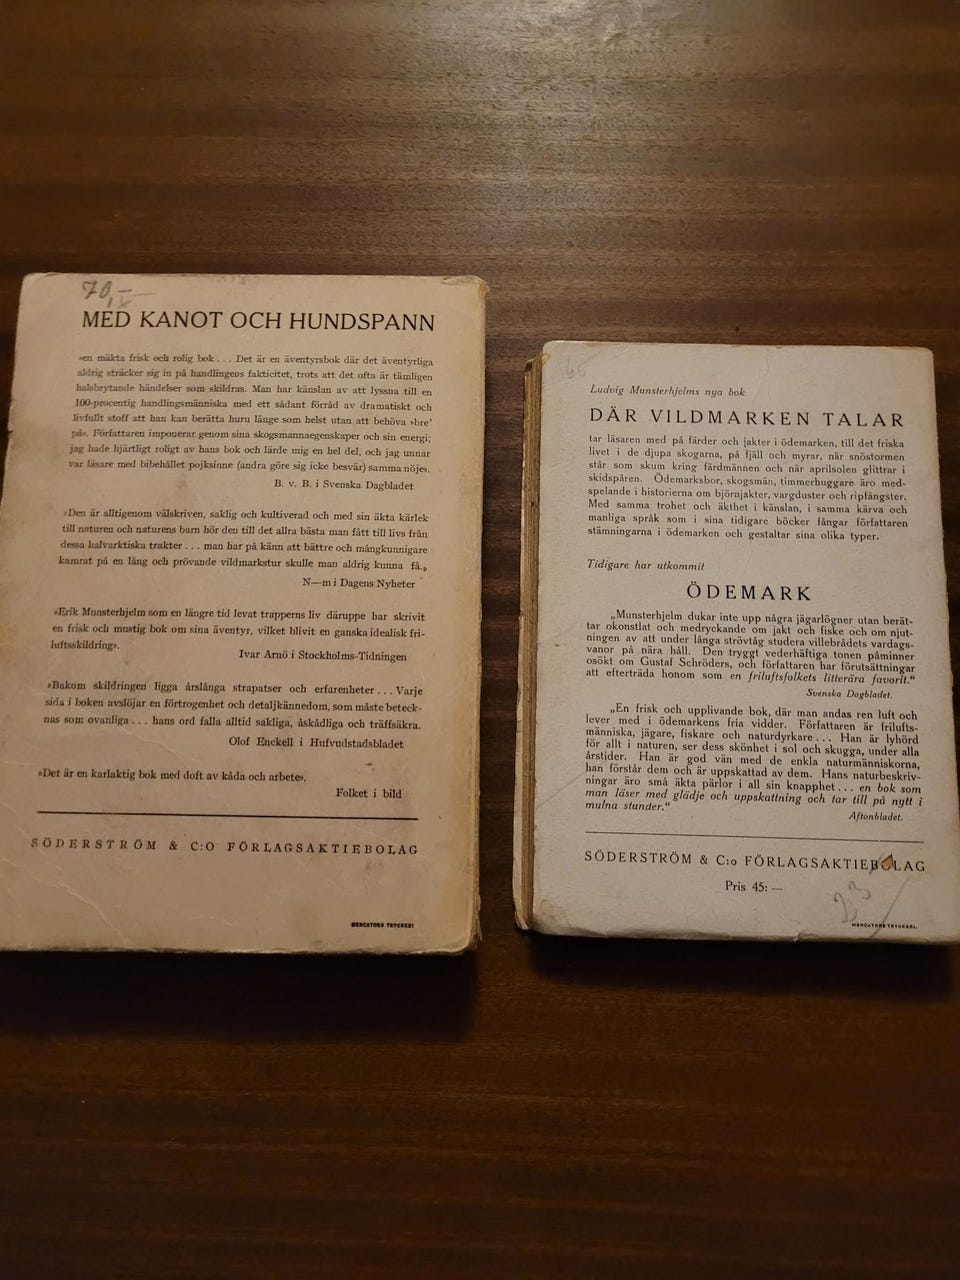 70,—
MED KANOT OCH HUNDSPANN
»en mäkta frisk och rolig bok . . . Det är en äventyrsbok där det äventyrliga
aldrig sträcker sig in på handlingens fakticitet, trots att det ofta är tämligen
halsbrytande händelser som skildras. Man har känslan av att lyssna till en
100-procentig handlingsmänniska med ett sådant förråd av dramatiskt och
livfullt stoff att han kan berätta huru länge som helst utan att behöva »bre'
på». Författaren imponerar genom sina skogsmannaegenskaper och sin energi;
jag hade hjärtligt roligt av hans bok och lärde mig en hel del, och jag unnar
var läsare med bibehållet pojksinne (andra göre sig icke besvär) samma nöje».
B. v. B. i Svenska Dagbladet
»Den är alltigenom välskriven, saklig och kultiverad och med sin äkta kärlek
till naturen och naturens barn hör den till det allra bästa man fått till livs från
dessa halvarktiska trakter . . . man har på känn att bättre och mångkunnigare
kamrat på en lång och prövande vildmarkstur skulle man aldrig kunna få.»
N—m i Dagens Nyheter
»Erik Munsterhjelm som en längre tid levat trapperns liv däruppe har skrivit
en frisk och mustig bok om sina äventyr, vilket blivit en ganska idealisk fri-
luftsskildring».
Ivar Arnö i Stockholms-Tidningen
»Bakom skildringen ligga årslånga strapatser och erfarenheter . . . Varje
sida i boken avslöjar en förtrogenhet och detaljkännedom, som måste beteck-
nas som ovanliga . . . hans ord falla alltid sakliga, åskådliga och träffsäkra.
Olof Enckell i Hufvudstadsbladet
»Det är en karlaktig bok med doft av kåda och arbete».
Folket i bild
SÖDERSTRÖM & C:O FÖRLAGSAKTIEBOLAG
MERCATORS TRYCKERI
Ludvig Munsterhjelms nya bok
DÄR VILDMARKEN TALAR
tar läsaren med på färder och jakter i ödemarken, till det friska
livet i de djupa skogarna, på fjäll och myrar, när snöstormen
står som skum kring färdmännen och när aprilsolen glittrar i
skidspåren. Ödemarksbor, skogsmän, timmerhuggare äro med-
spelande i historierna om björnjakter, vargduster och ripfångster.
Med samma trohet och äkthet i känslan, i samma kärva och
manliga språk som i sina tidigare böcker fångar författaren
stämningarna i ödemarken och gestaltar sina olika typer.
Tidigare har utkommit
ÖDEMARK
„Munsterhjelm dukar inte upp några jägarlögner utan berät-
tar okonstlat och medryckande om jakt och fiske och om njut-
ningen av att under långa strövtåg studera villebrådets vardags-
vanor på nära håll. Den tryggt vederhäftiga tonen påminner
osökt om Gustaf Schröders, och författaren har förutsättningar
att efterträda honom som en friluftsfolkets litterära favorit.“
Svenska Dagbladet.
„En frisk och upplivande bok, där man andas ren luft och
lever med i ödemarkens fria vidder. Författaren är frilufts-
människa, jägare, fiskare och naturdyrkare . . . Han är lyhörd
för allt i naturen, ser dess skönhet i sol och skugga, under alla
årstider. Han är god vän med de enkla naturmänniskorna,
han förstår dem och är uppskattad av dem. Hans naturbeskriv-
ningar äro små äkta pärlor i all sin knapphet . . . en bok som
man läser med glädje och uppskattning och tar till på nytt i
mulna stunder.“
Aftonbladet.
SÖDERSTRÖM & C:o FÖRLAGSAKTIEBOLAG
Pris 45: —
23
MERCATORS TRYCKERI.